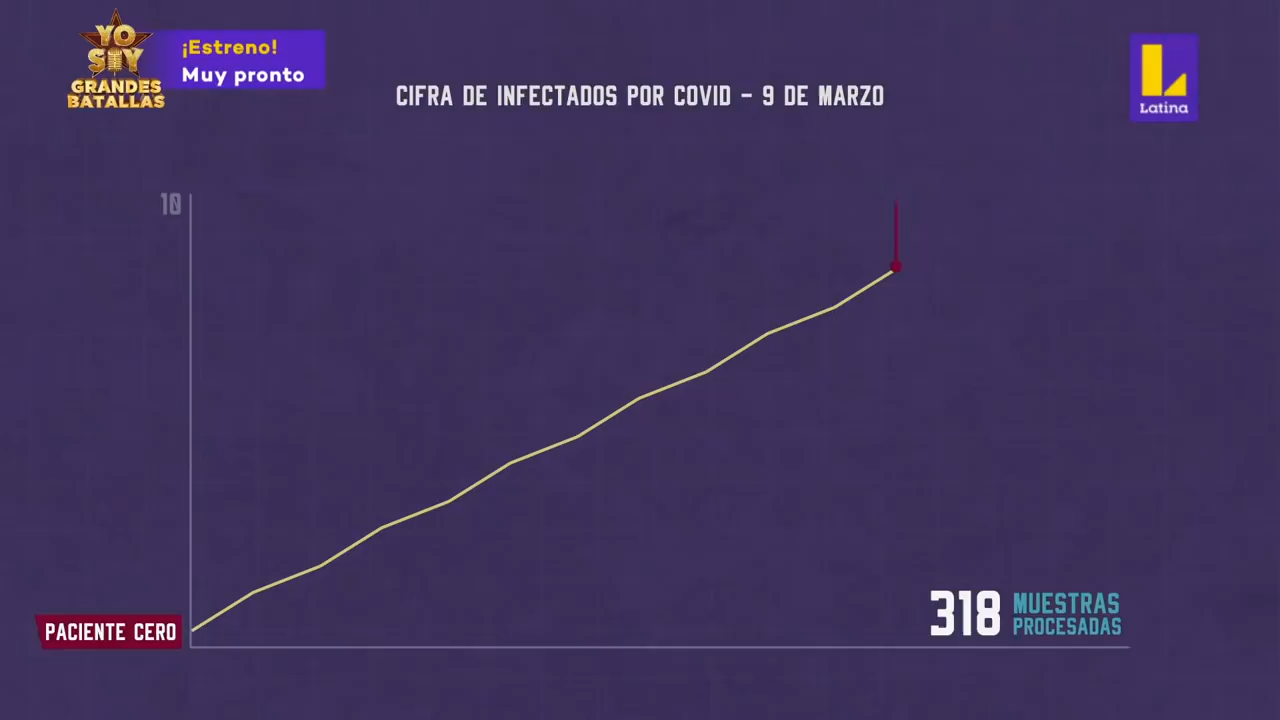 YO
SOY
GRANDES
BATALLAS
¡Estreno!
Muy pronto
CIFRA DE INFECTADOS POR COVID - 9 DE MARZO
Latina
10
PACIENTE CERO
318 MUESTRAS
PROCESADAS